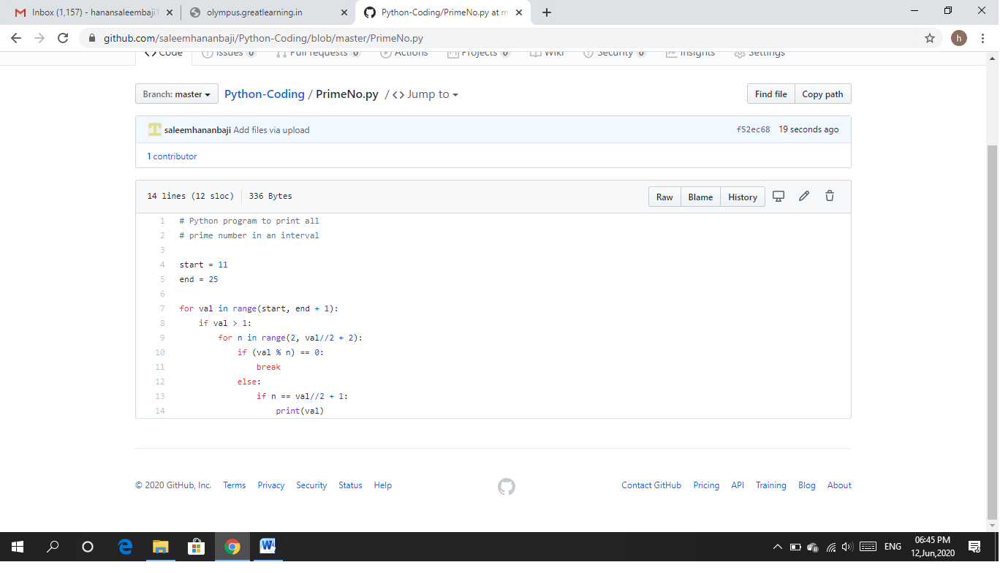 Inbox (1,157) - hanansaleembaji1
olympus.greatlearning.in
Python-Coding/PrimeNo.py at m
github.com/saleemhananbaji/Python-Coding/blob/master/PrimeNo.py
h
Code Issues 0 Pull requests 0 Actions Projects 0 Wiki Security 0 Insights Settings
Branch: master Python-Coding / PrimeNo.py / <> Jump to Find file Copy path
saleemhananbaji Add files via upload f52ec68 19 seconds ago
1 contributor
14 lines (12 sloc) 336 Bytes Raw Blame History
1 # Python program to print all
2 # prime number in an interval
3
4 start = 11
5 end = 25
6
7 for val in range(start, end + 1):
8 if val > 1:
9 for n in range(2, val//2 + 2):
10 if (val % n) == 0:
11 break
12 else:
13 if n == val//2 + 1:
14 print(val)
© 2020 GitHub, Inc. Terms Privacy Security Status Help Contact GitHub Pricing API Training Blog About
ENG
06:45 PM
12,Jun,2020